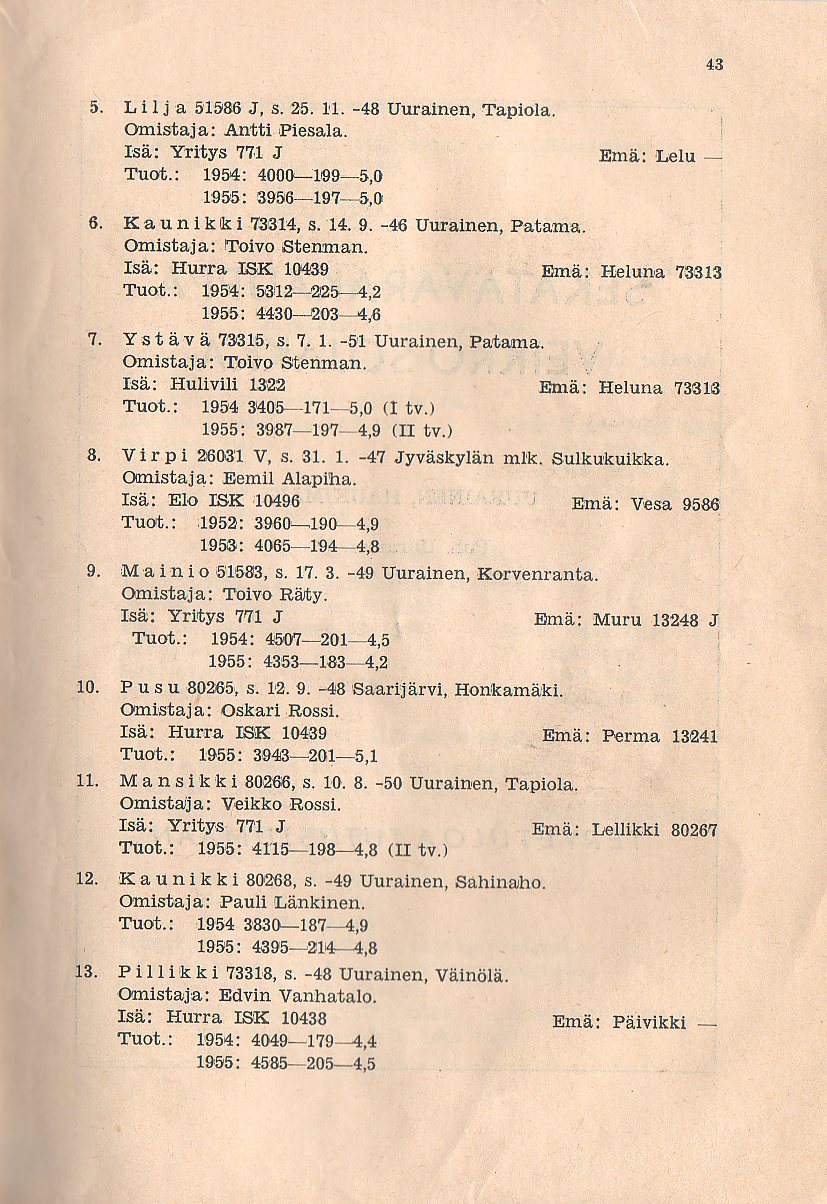 43
5. Lilja 51586 J, s. 25. 11. -48 Uurainen, Tapiola.
Omistaja: Antti Piesala.
Isä: Yritys 771 J Emä: Lelu —
Tuot.: 1954: 4000—199—5,0
1955: 3956—197—5,0
6. Kaunikki 73314, s. 14. 9. -46 Uurainen, Patama.
Omistaja: Toivo Stenman.
Isä: Hurra ISK 10439 Emä: Heluna 73313
Tuot.: 1954: 5312—225—4,2
1955: 4430—203—4,6
7. Ystävä 73315, s. 7. 1. -51 Uurainen, Patama.
Omistaja: Toivo Stenman.
Isä: Hulivili 1322 Emä: Heluna 73313
Tuot.: 1954 3405—171—5,0 (I tv.)
1955: 3987—197—4,9 (II tv.)
8. Virpi 26031 V, s. 31. 1. -47 Jyväskylän mlk. Sulkukuikka.
Omistaja: Eemil Alapiha.
Isä: Elo ISK 10496 Emä: Vesa 9586
Tuot.: 1952: 3960—190—4,9
1953: 4065—194—4,8
9. Mainio 51583, s. 17. 3. -49 Uurainen, Korvenranta.
Omistaja: Toivo Räty.
Isä: Yritys 771 J Emä: Muru 13248 J
Tuot.: 1954: 4507—201—4,5
1955: 4353—183—4,2
10. Pusu 80265, s. 12. 9. -48 Saarijärvi, Honkamäki.
Omistaja: Oskari Rossi.
Isä: Hurra ISK 10439 Emä: Perma 13241
Tuot.: 1955: 3943—201—5,1
11. Mansikki 80266, s. 10. 8. -50 Uurainen, Tapiola.
Omistaja: Veikko Rossi.
Isä: Yritys 771 J Emä: Lellikki 80267
Tuot.: 1955: 4115—198—4,8 (II tv.)
12. Kaunikki 80268, s. -49 Uurainen, Sahinaho.
Omistaja: Pauli Länkinen.
Tuot.: 1954 3830—187—4,9
1955: 4395—214—4,8
13. Pillikki 73318, s. -48 Uurainen, Väinölä.
Omistaja: Edvin Vanhatalo.
Isä: Hurra ISK 10438 Emä: Päivikki —
Tuot.: 1954: 4049—179—4,4
1955: 4585—205—4,5